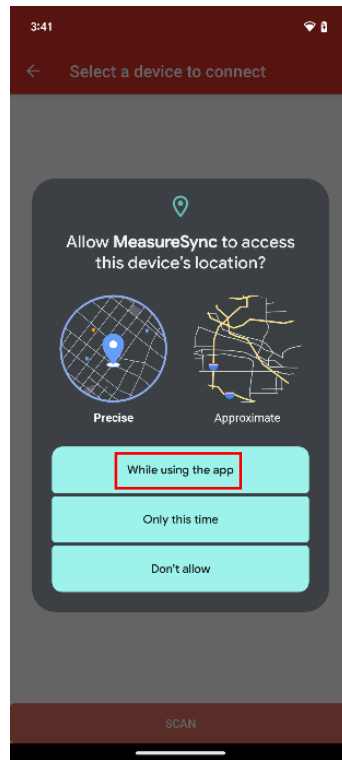 3:41
Select a device to connect
Allow MeasureSync to access
this device's location?
Precise
Approximate
While using the app
Only this time
Don't allow
SCAN